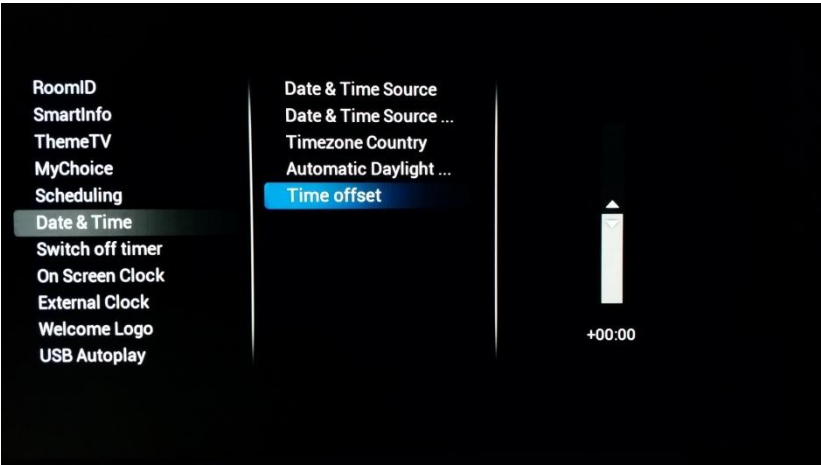 RoomID
SmartInfo
ThemeTV
MyChoice
Scheduling
Date & Time
Switch off timer
On Screen Clock
External Clock
Welcome Logo
USB Autoplay
Date & Time Source
Date & Time Source ...
Timezone Country
Automatic Daylight ...
Time offset
+00:00